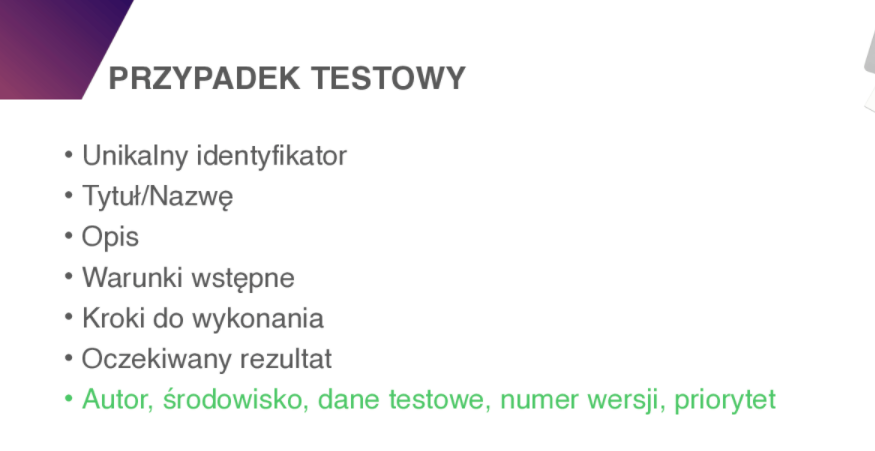 PRZYPADEK TESTOWY
• Unikalny identyfikator
• Tytuł/Nazwę
• Opis
• Warunki wstępne
• Kroki do wykonania
• Oczekiwany rezultat
• Autor, środowisko, dane testowe, numer wersji, priorytet